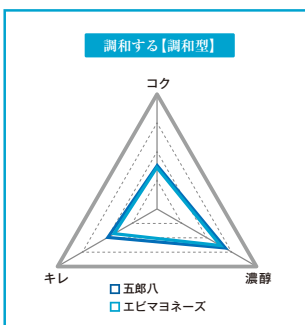 調和する【調和型】
コク
キレ
濃醇
五郎八
エビマヨネーズ